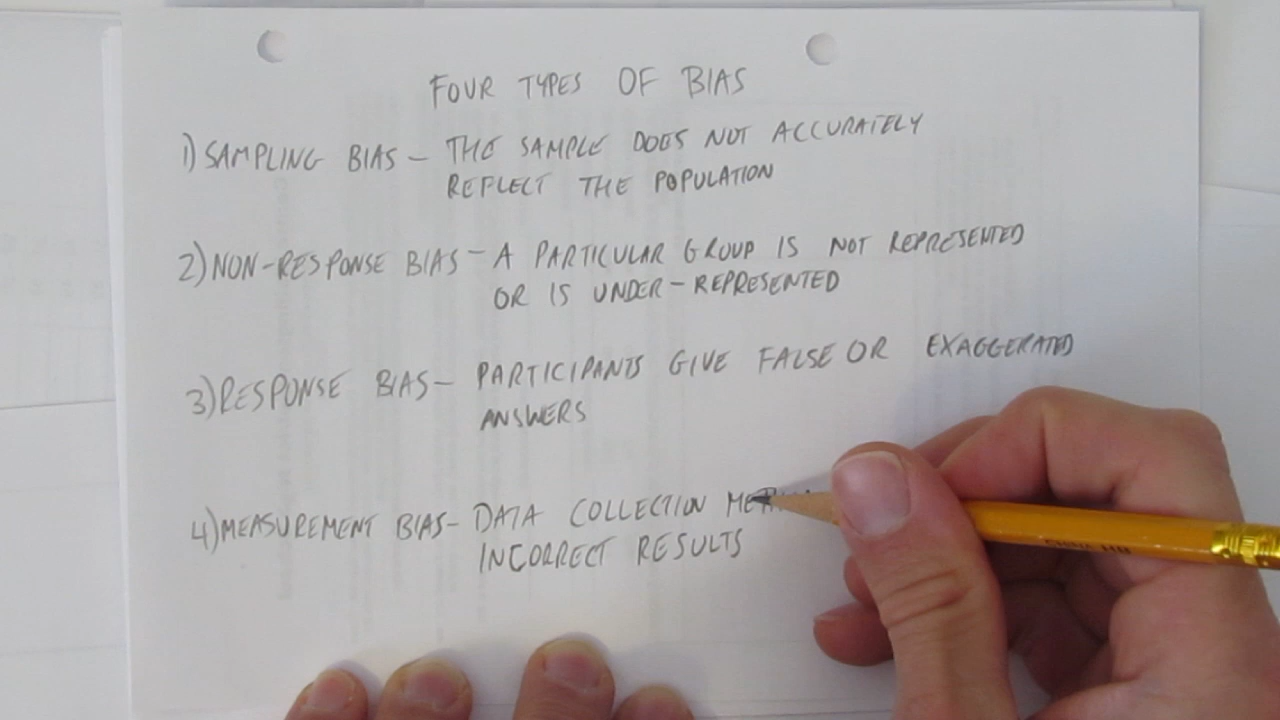 FOUR TYPES OF BIAS
1) SAMPLING BIAS - THE SAMPLE DOES NOT ACCURATELY
REFLECT THE POPULATION
2) NON-RESPONSE BIAS - A PARTICULAR GROUP IS NOT REPRESENTED
OR IS UNDER-REPRESENTED
3) RESPONSE BIAS - PARTICIPANTS GIVE FALSE OR EXAGGERATED
ANSWERS
4) MEASUREMENT BIAS - DATA COLLECTION
INCORRECT RESULTS